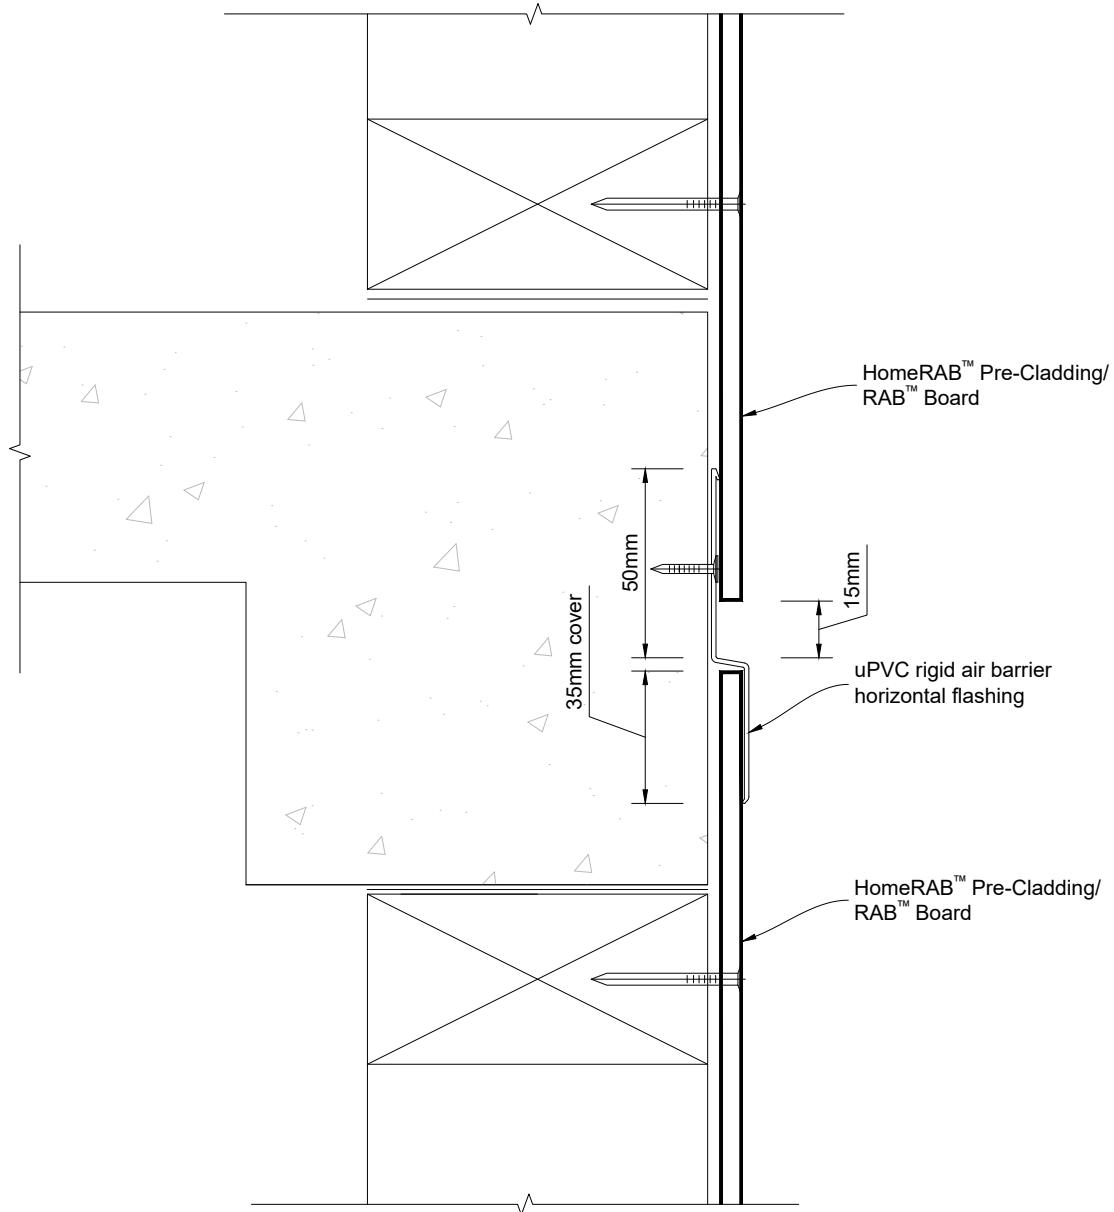 HomeRAB™ Pre-Cladding/
RAB™ Board
50mm
15mm
35mm cover
uPVC rigid air barrier
horizontal flashing
HomeRAB™ Pre-Cladding/
RAB™ Board